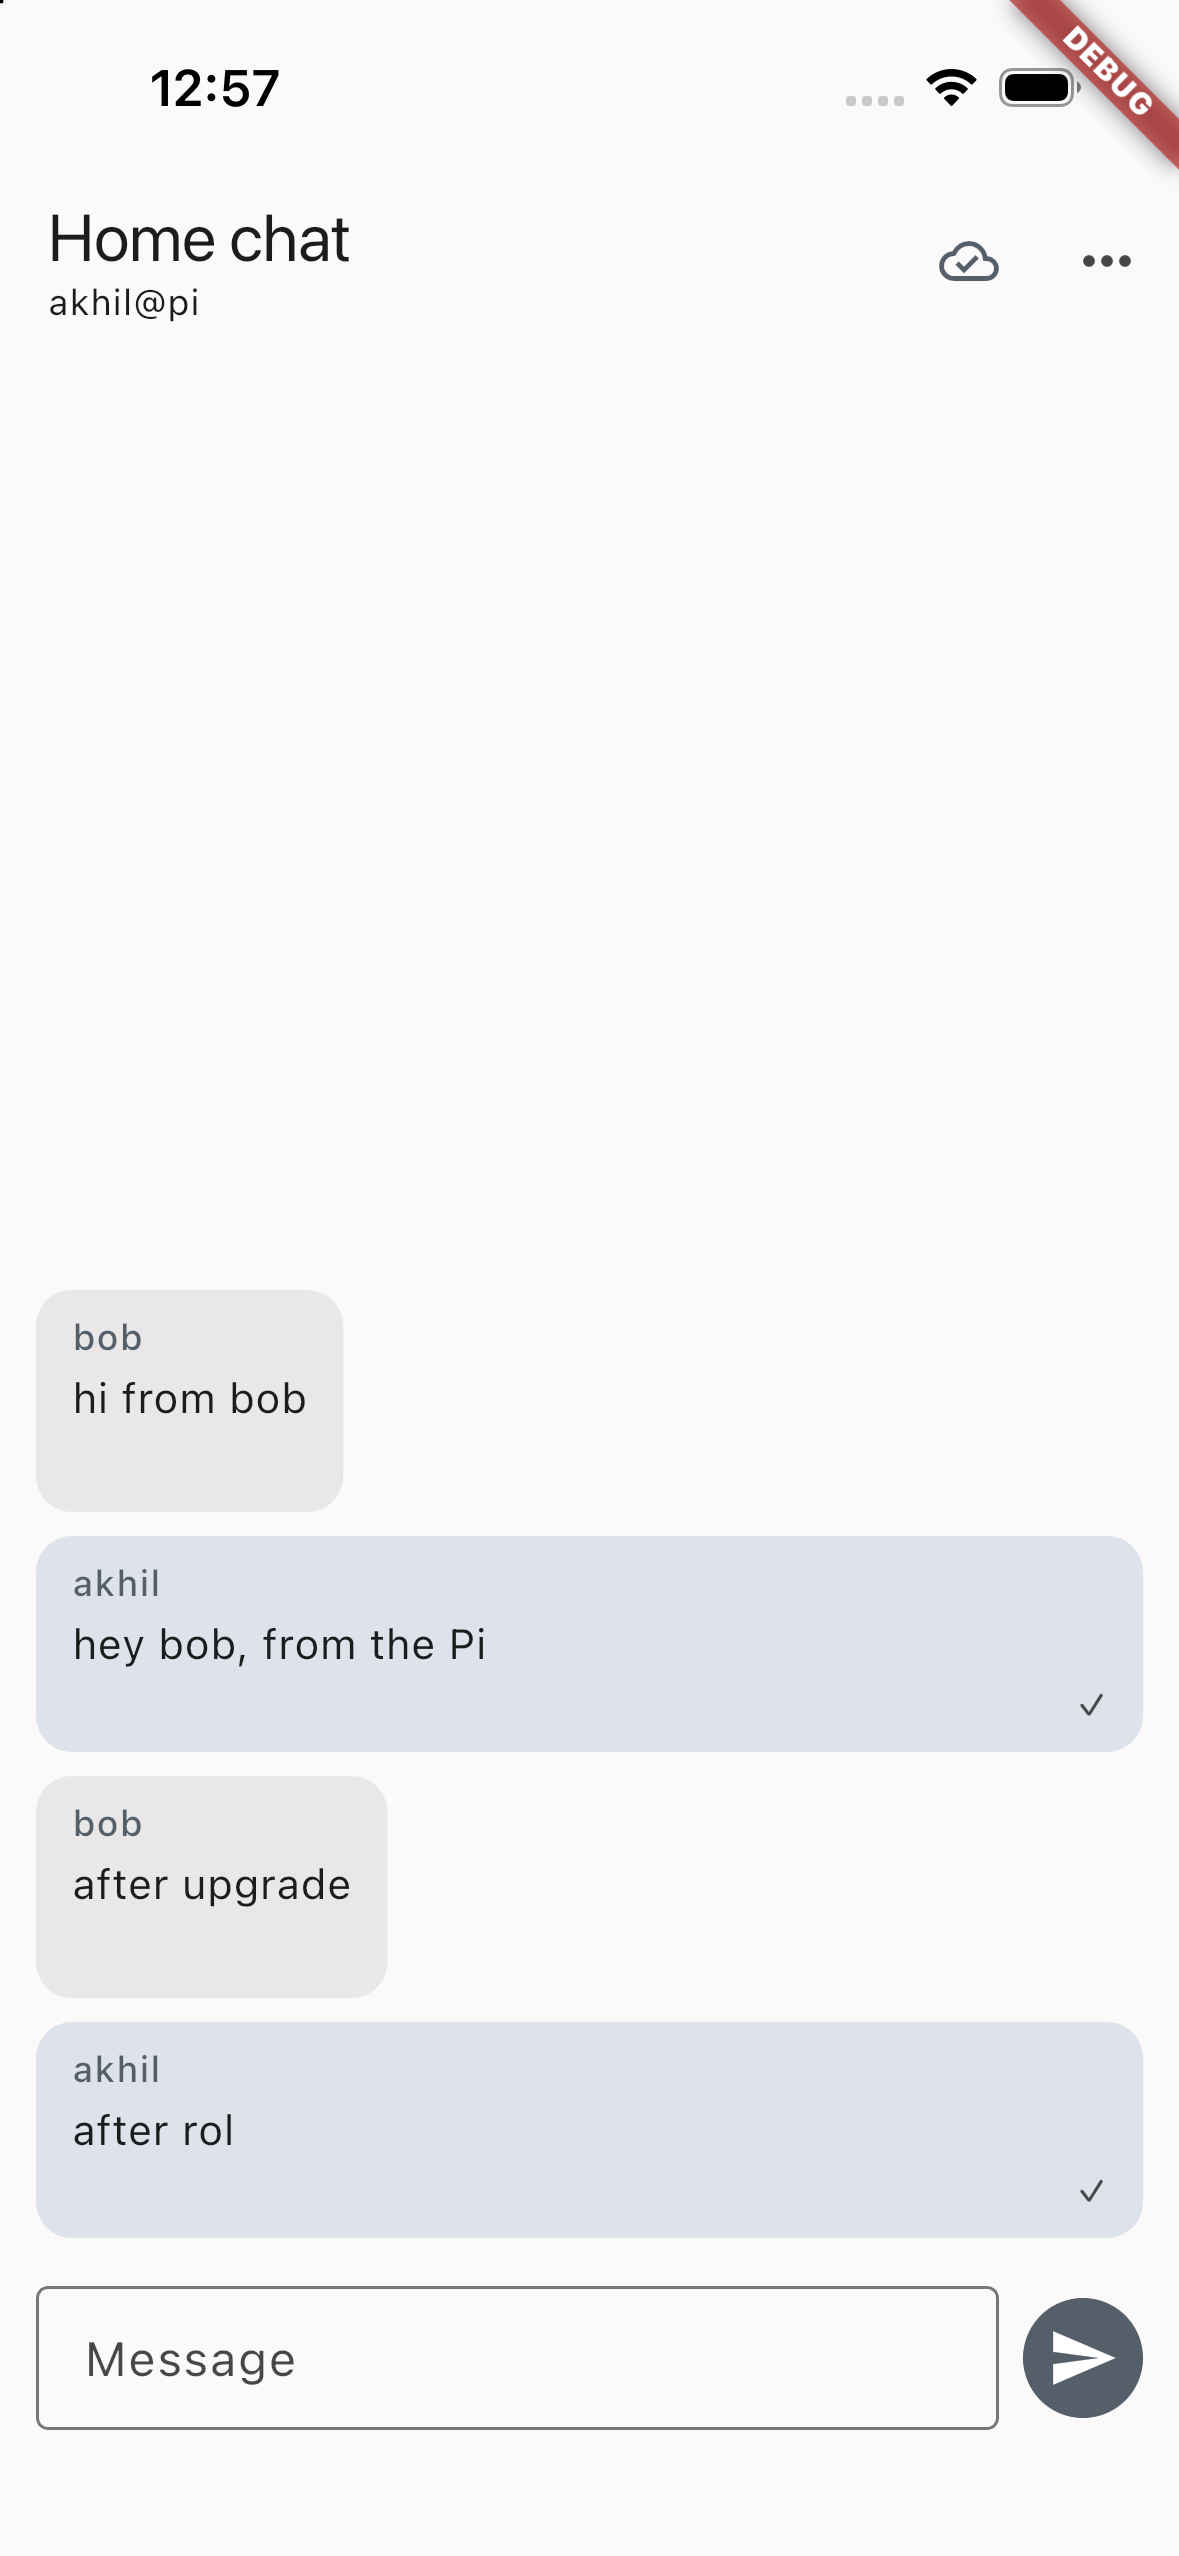 12:57
DEBUG
Home chat
akhil@pi
bob
hi from bob
akhil
hey bob, from the Pi
✓
bob
after upgrade
akhil
after rol
✓
Message